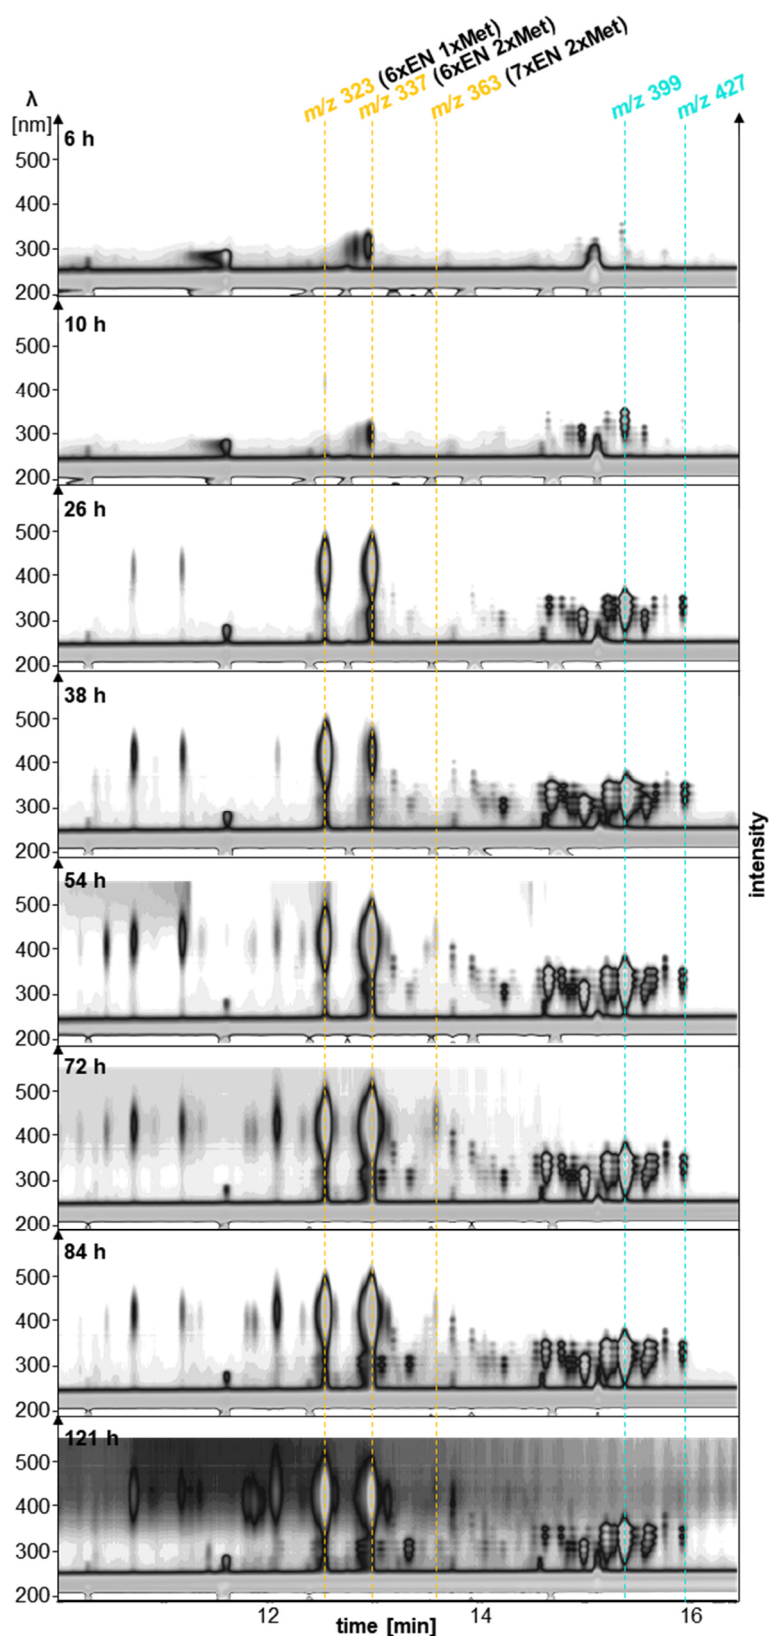 m/z 323 (6xEN 1xMet)
m/z 337 (6xEN 2xMet)
m/z 363 (7xEN 2xMet)
m/z 399
m/z 427
λ
[nm]
6 h
500
400
300
200
10 h
500
400
300
200
26 h
500
400
300
200
38 h
500
400
300
200
54 h
500
400
300
200
72 h
500
400
300
200
84 h
500
400
300
200
121 h
500
400
300
200
intensity
12
14
16
time [min]